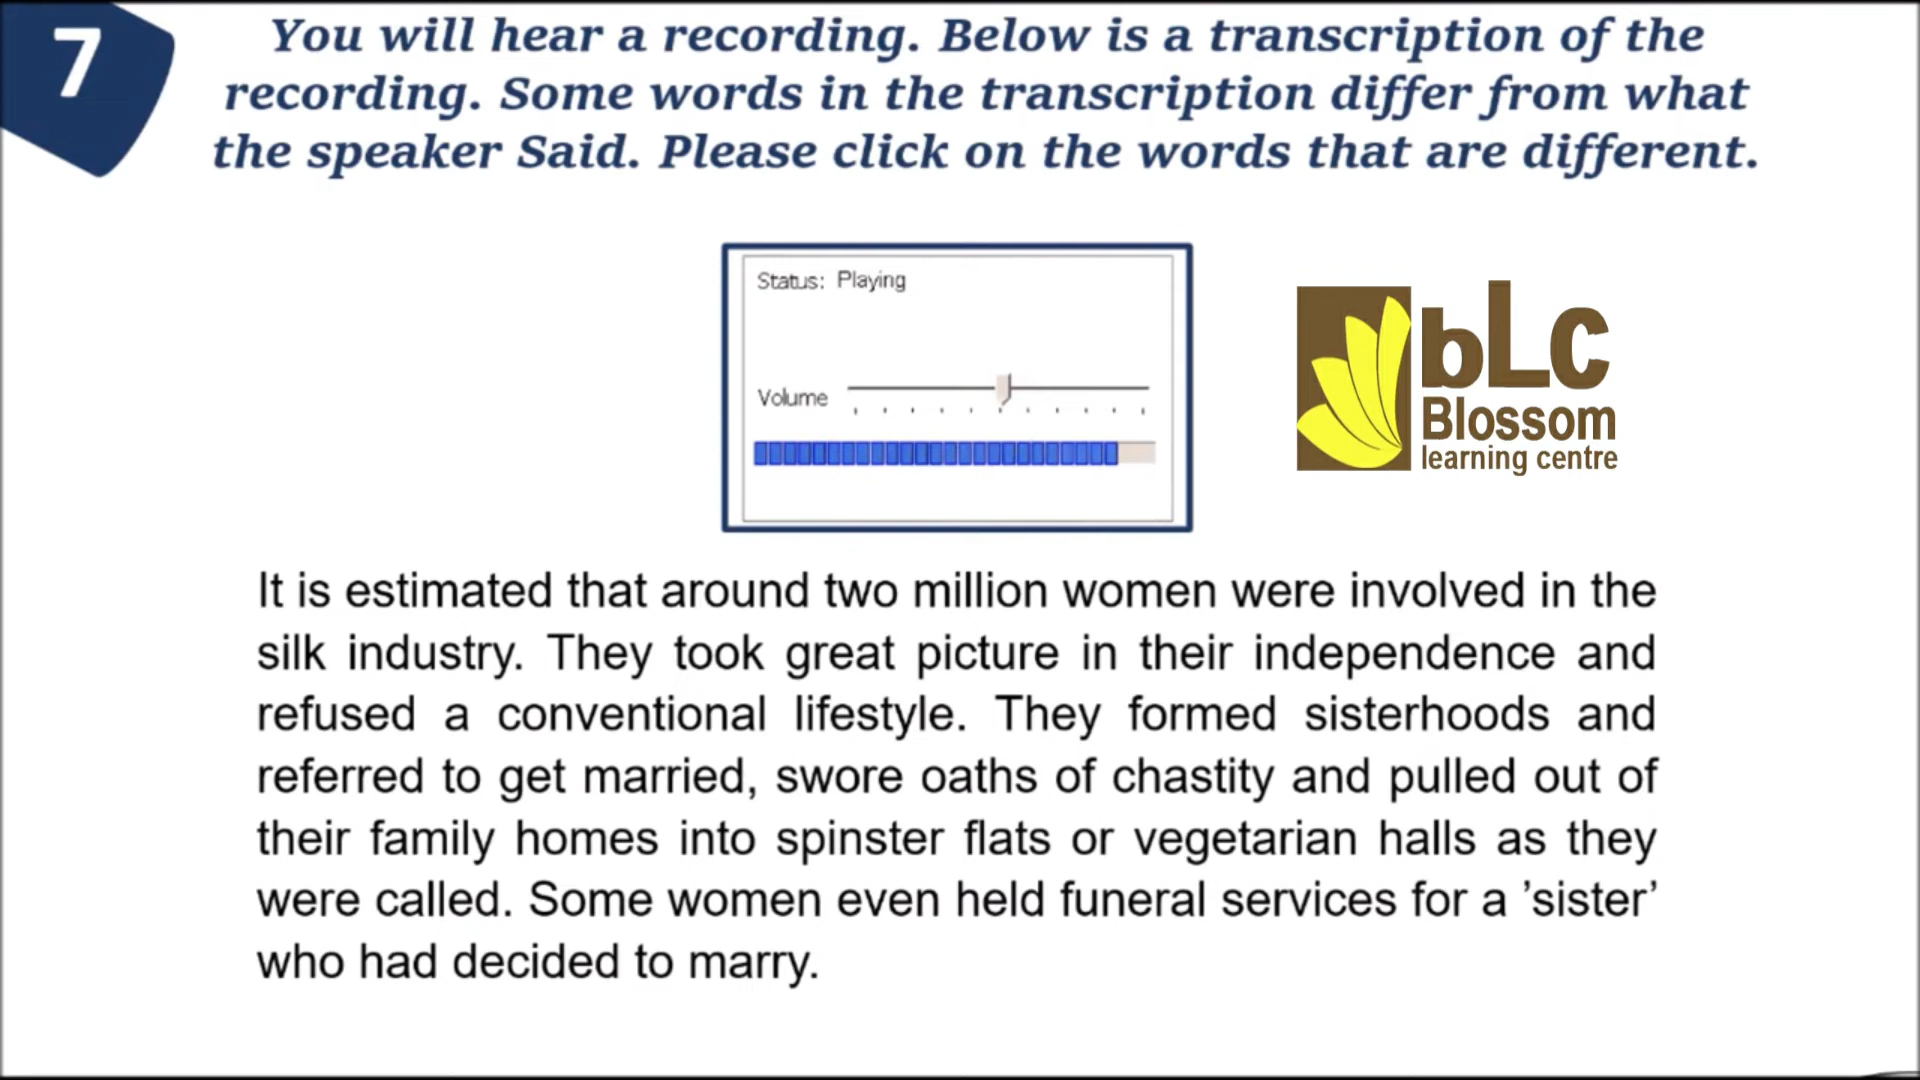 7
You will hear a recording. Below is a transcription of the
recording. Some words in the transcription differ from what
the speaker Said. Please click on the words that are different.
Status: Playing
Volume
bLc
Blossom
learning centre
It is estimated that around two million women were involved in the
silk industry. They took great picture in their independence and
refused a conventional lifestyle. They formed sisterhoods and
referred to get married, swore oaths of chastity and pulled out of
their family homes into spinster flats or vegetarian halls as they
were called. Some women even held funeral services for a ’sister’
who had decided to marry.